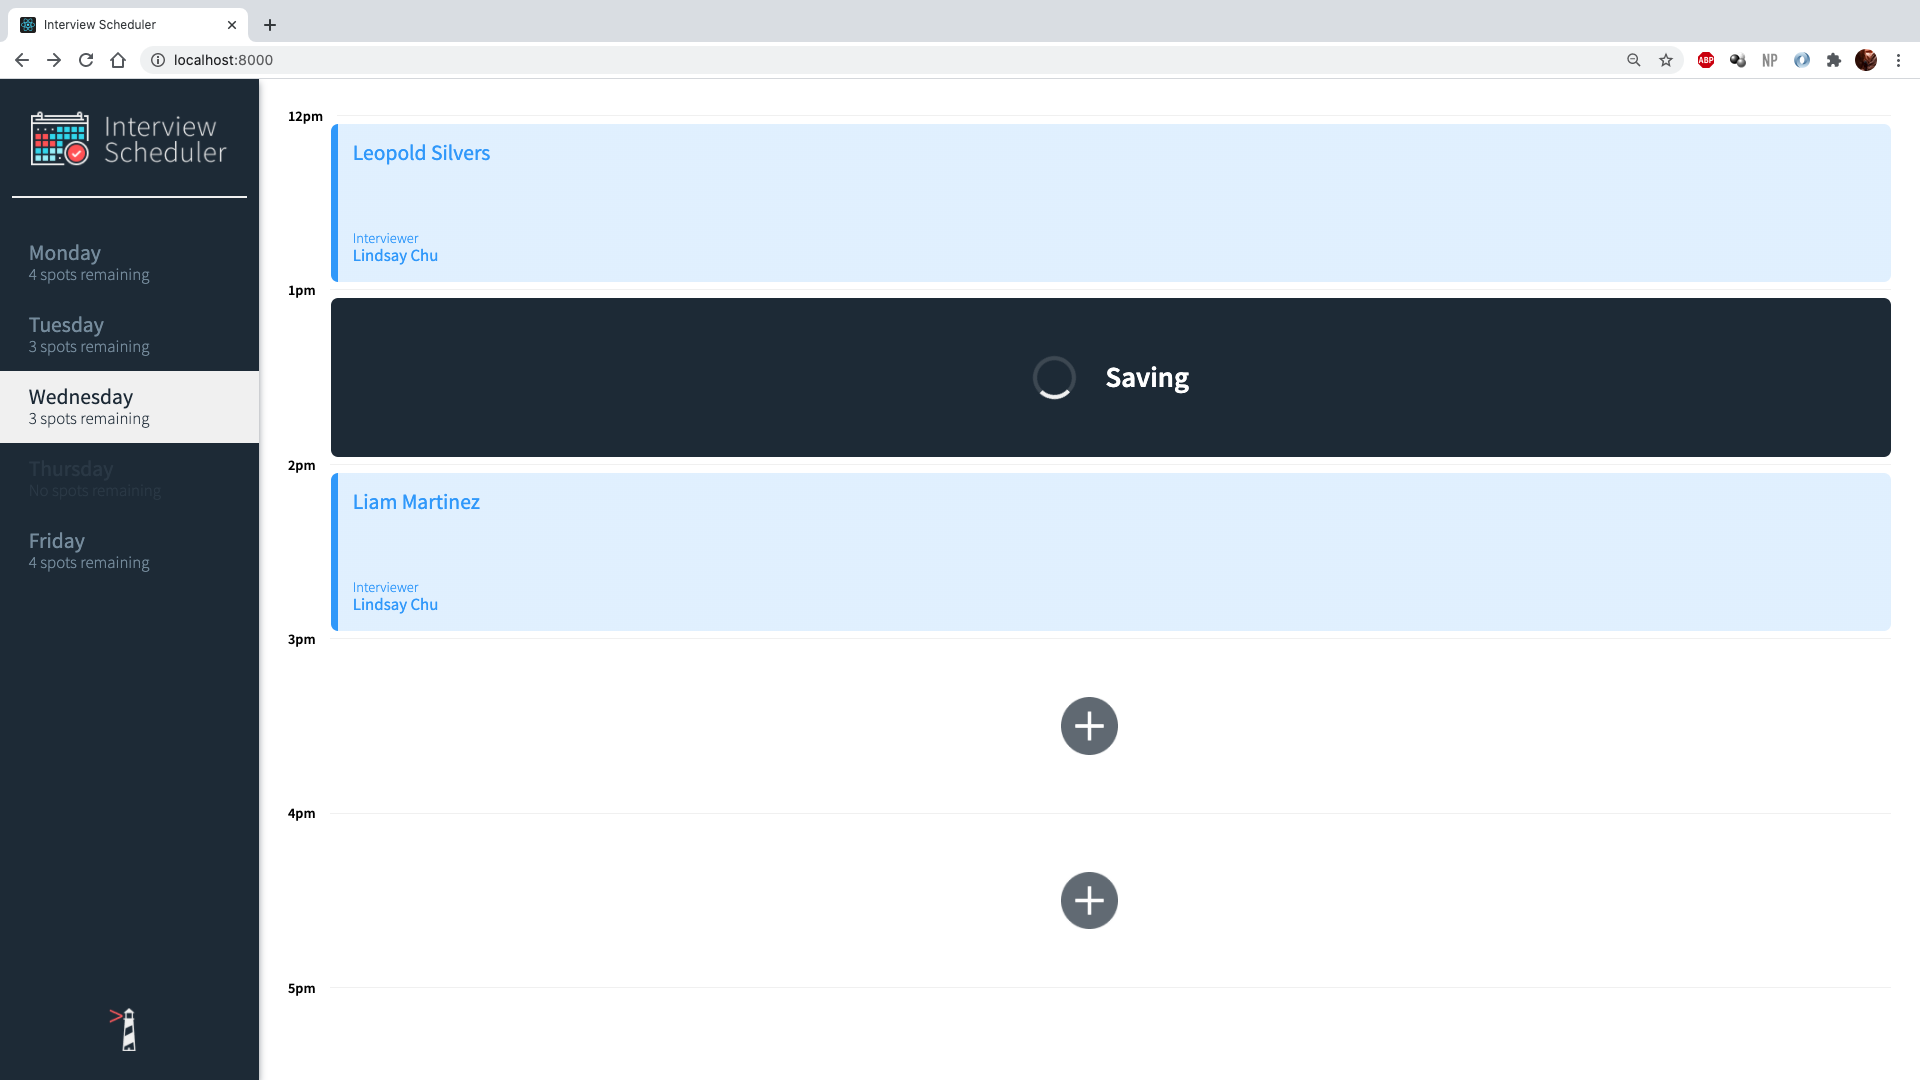 Interview Scheduler
localhost:8000
ABP
NP
Interview
Scheduler
Monday
4 spots remaining
Tuesday
3 spots remaining
Wednesday
3 spots remaining
Thursday
No spots remaining
Friday
4 spots remaining
12pm
Leopold Silvers
Interviewer
Lindsay Chu
1pm
Saving
2pm
Liam Martinez
Interviewer
Lindsay Chu
3pm
4pm
5pm